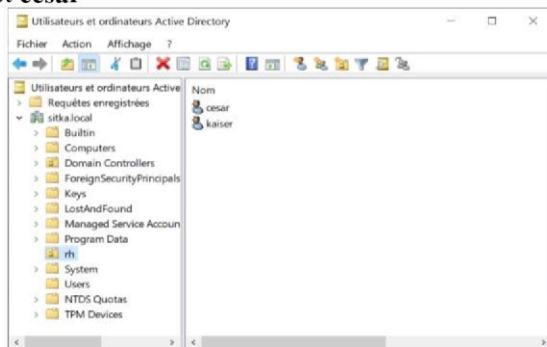 Utilisateurs et ordinateurs Active Directory
Fichier Action Affichage ?
Utilisateurs et ordinateurs Active
Requêtes enregistrées
sitka.local
Builtin
Computers
Domain Controllers
ForeignSecurityPrincipals
Keys
LostAndFound
Managed Service Accoun
Program Data
rh
System
Users
NTDS Quotas
TPM Devices
Nom
cesar
kaiser